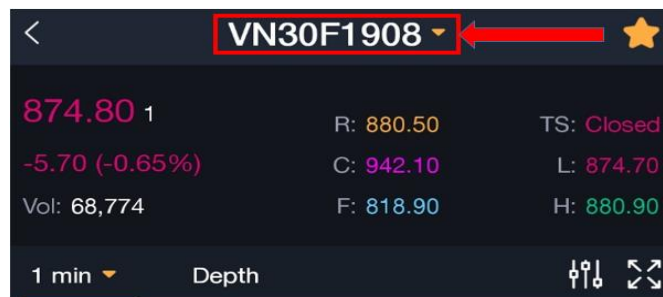 VN30F1908
874.80 1
R: 880.50
TS: Closed
-5.70 (-0.65%)
C: 942.10
L: 874.70
Vol: 68,774
F: 818.90
H: 880.90
1 min
Depth